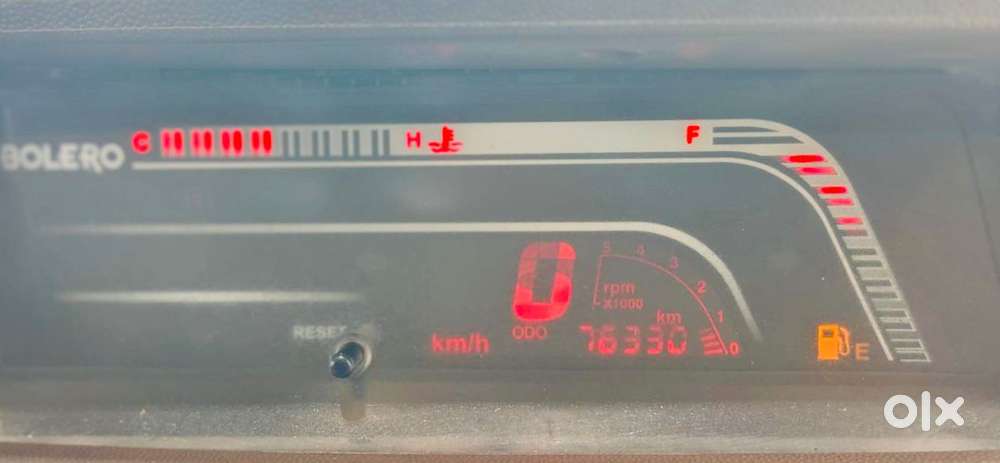 BOLERO C H F
5 4 3 2 1 0
rpm
X1000
RESET
0
km/h
ODO
km
76330
E
olx